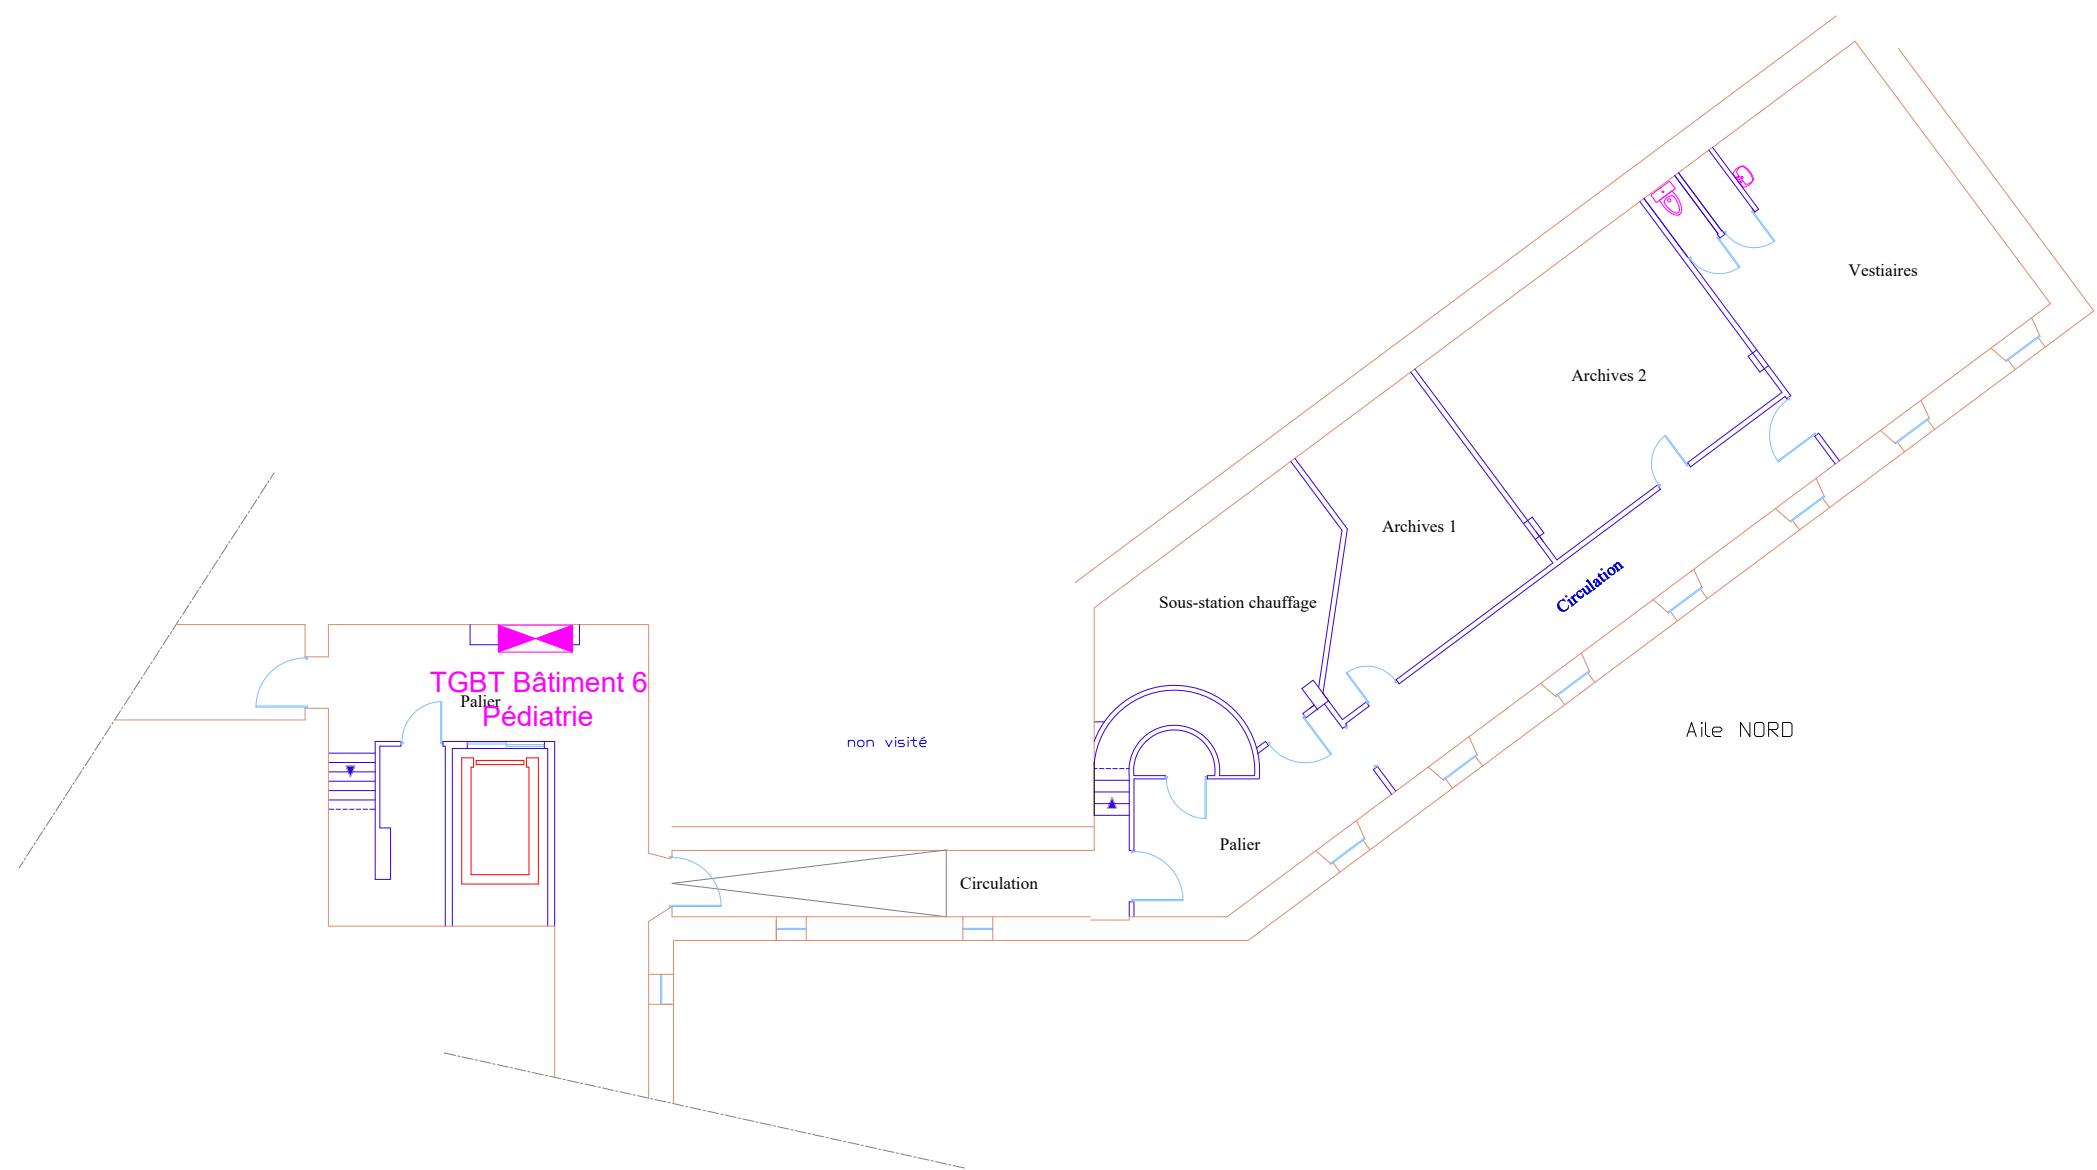 Vestiaires
Archives 2
Archives 1
Circulation
Sous-station chauffage
TGBT Bâtiment 6
Palier
Pédiatrie
non visité
Aile NORD
Palier
Circulation